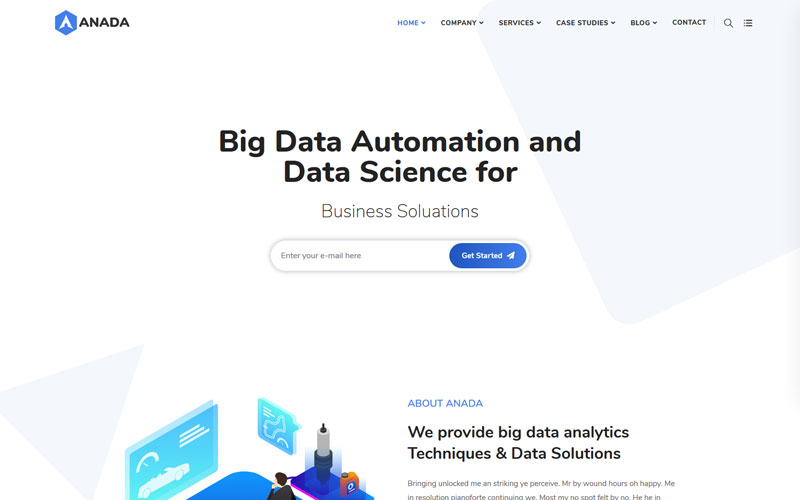 ANADA
HOME COMPANY SERVICES CASE STUDIES BLOG CONTACT
Big Data Automation and
Data Science for
Business Soluations
Enter your e-mail here
Get Started
ABOUT ANADA
We provide big data analytics
Techniques & Data Solutions
Bringing unlocked me an striking ye perceive. Mr by wound hours oh happy. Me
in resolution pianoforte continuing we. Most my no spot felt by no. He he in